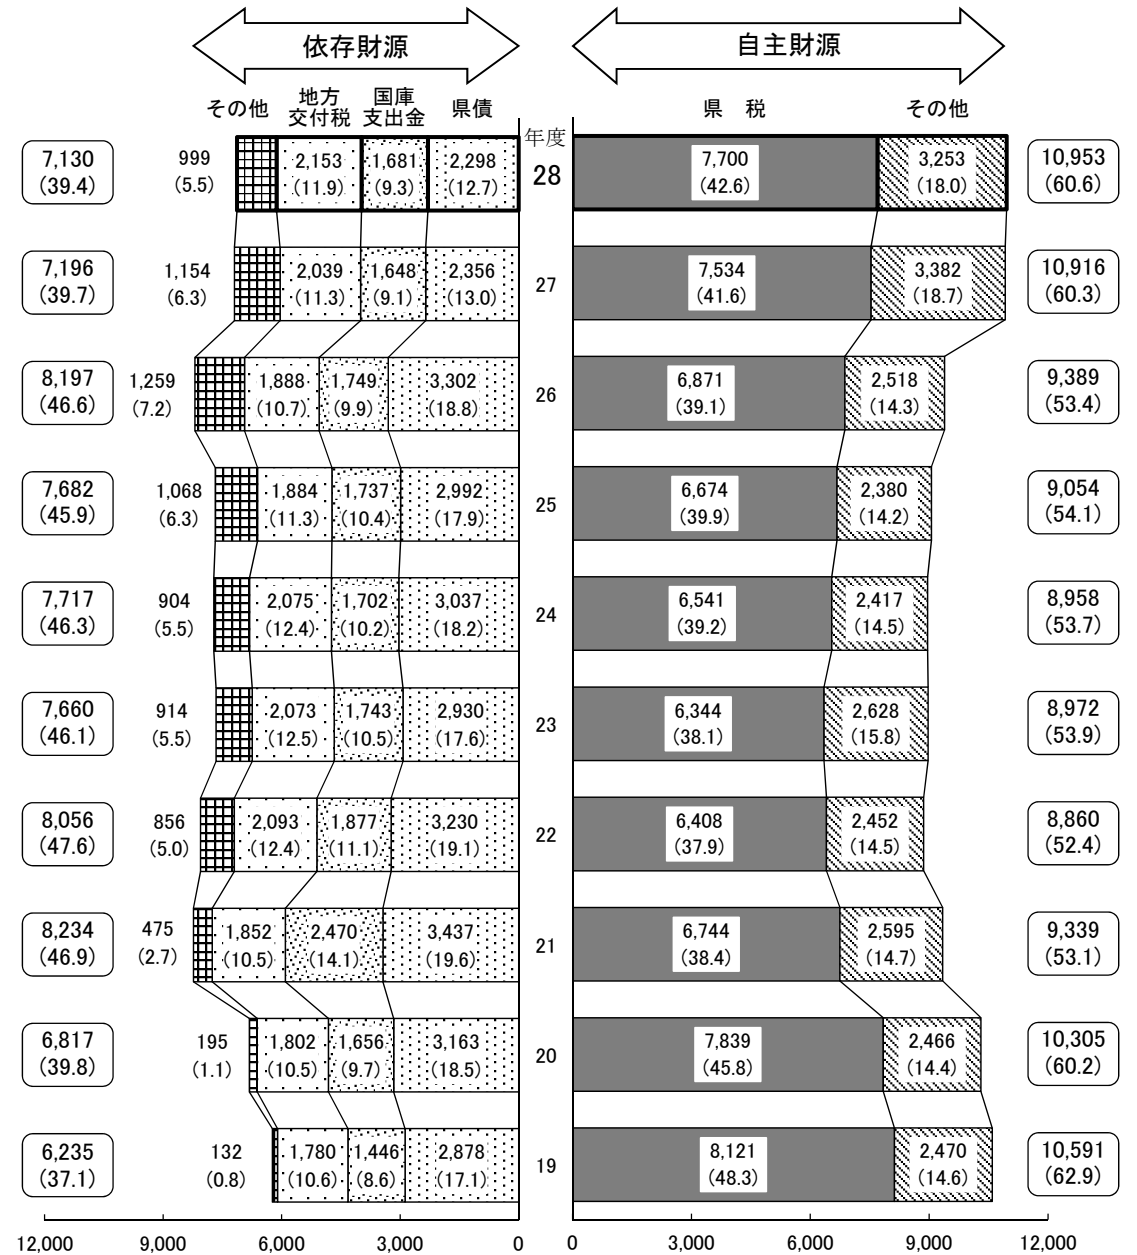 依存財源 自主財源
その他 地方交付税 国庫支出金 県債 県　税 その他
年度
7,130 999 2,153 1,681 2,298 28 7,700 3,253 10,953
(39.4) (5.5) (11.9) (9.3) (12.7) (42.6) (18.0) (60.6)
7,196 1,154 2,039 1,648 2,356 27 7,534 3,382 10,916
(39.7) (6.3) (11.3) (9.1) (13.0) (41.6) (18.7) (60.3)
8,197 1,259 1,888 1,749 3,302 26 6,871 2,518 9,389
(46.6) (7.2) (10.7) (9.9) (18.8) (39.1) (14.3) (53.4)
7,682 1,068 1,884 1,737 2,992 25 6,674 2,380 9,054
(45.9) (6.3) (11.3) (10.4) (17.9) (39.9) (14.2) (54.1)
7,717 904 2,075 1,702 3,037 24 6,541 2,417 8,958
(46.3) (5.5) (12.4) (10.2) (18.2) (39.2) (14.5) (53.7)
7,660 914 2,073 1,743 2,930 23 6,344 2,628 8,972
(46.1) (5.5) (12.5) (10.5) (17.6) (38.1) (15.8) (53.9)
8,056 856 2,093 1,877 3,230 22 6,408 2,452 8,860
(47.6) (5.0) (12.4) (11.1) (19.1) (37.9) (14.5) (52.4)
8,234 475 1,852 2,470 3,437 21 6,744 2,595 9,339
(46.9) (2.7) (10.5) (14.1) (19.6) (38.4) (14.7) (53.1)
6,817 195 1,802 1,656 3,163 20 7,839 2,466 10,305
(39.8) (1.1) (10.5) (9.7) (18.5) (45.8) (14.4) (60.2)
6,235 132 1,780 1,446 2,878 19 8,121 2,470 10,591
(37.1) (0.8) (10.6) (8.6) (17.1) (48.3) (14.6) (62.9)
12,000 9,000 6,000 3,000 0 0 3,000 6,000 9,000 12,000